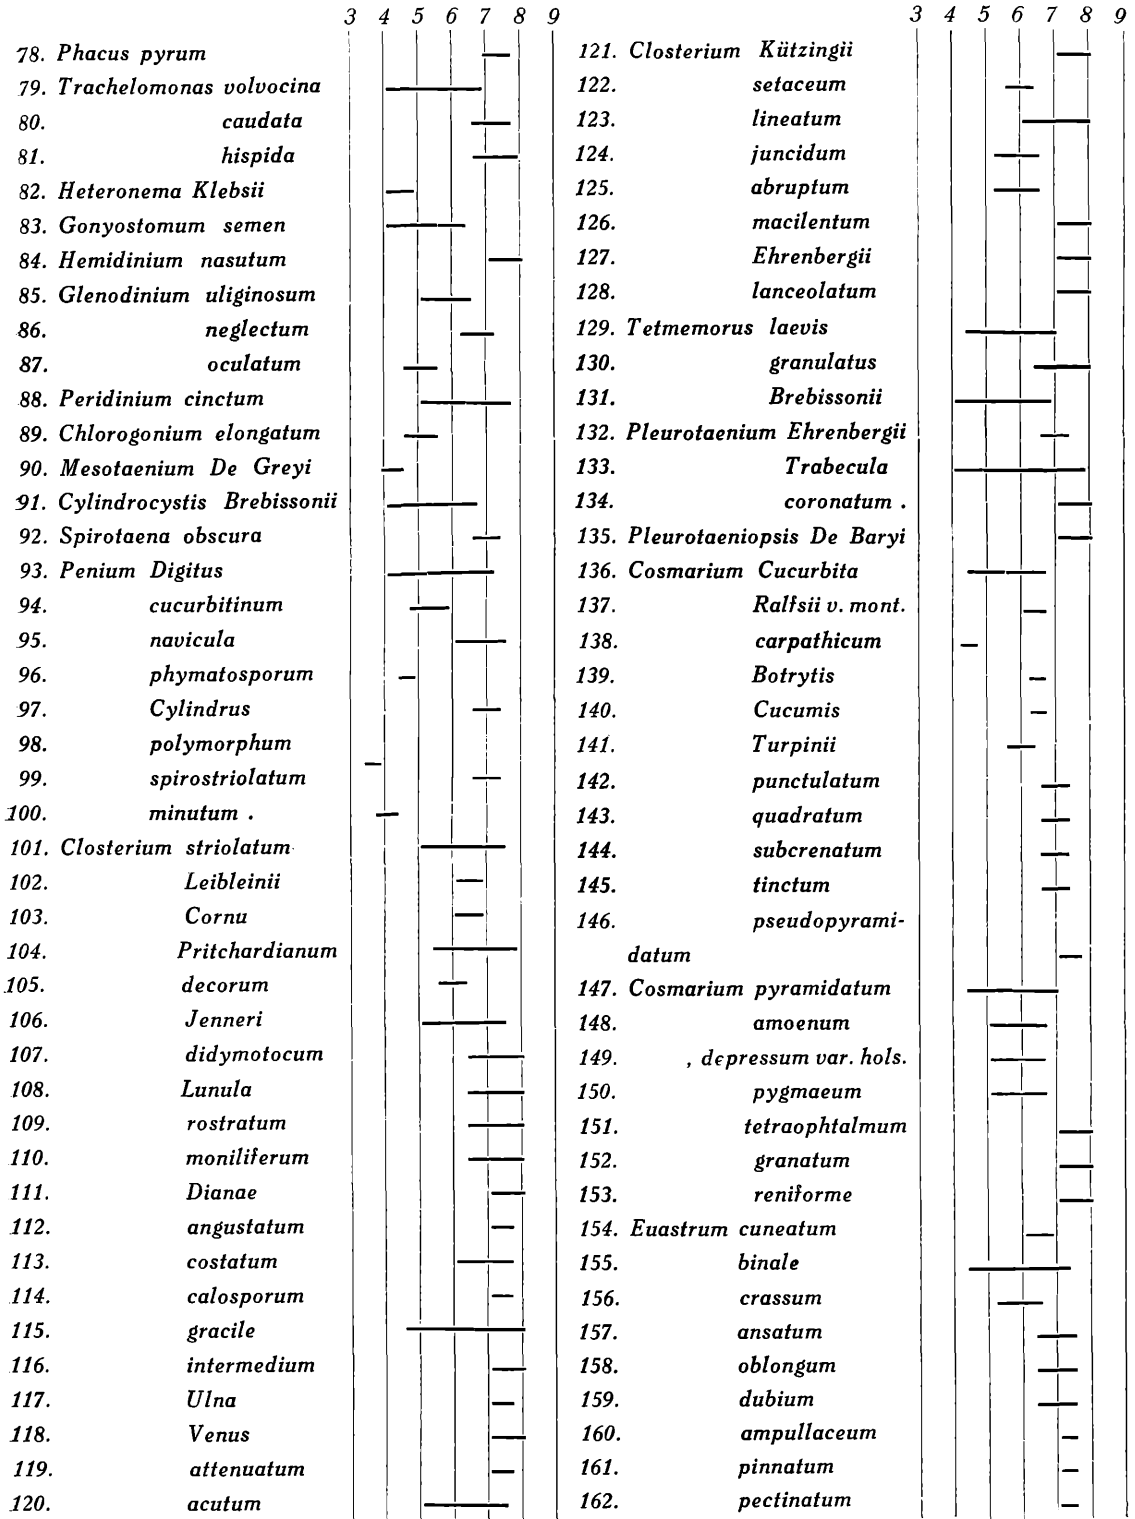 3 4 5 6 7 8 9
78. Phacus pyrum
79. Trachelomonas volvocina
80. caudata
81. hispida
82. Heteronema Klebsii
83. Gonyostomum semen
84. Hemidinium nasutum
85. Glenodinium uliginosum
86. neglectum
87. oculatum
88. Peridinium cinctum
89. Chlorogonium elongatum
90. Mesotaenium De Greyi
91. Cylindrocystis Brebissonii
92. Spirotaena obscura
93. Penium Digitus
94. cucurbitinum
95. navicula
96. phymatosporum
97. Cylindrus
98. polymorphum
99. spirostriolatum
100. minutum .
101. Closterium striolatum
102. Leibleinii
103. Cornu
104. Pritchardianum
105. decorum
106. Jenneri
107. didymotocum
108. Lunula
109. rostratum
110. moniliferum
111. Dianae
112. angustatum
113. costatum
114. calosporum
115. gracile
116. intermedium
117. Ulna
118. Venus
119. attenuatum
120. acutum
3 4 5 6 7 8 9
121. Closterium Kützingii
122. setaceum
123. lineatum
124. juncidum
125. abruptum
126. macilentum
127. Ehrenbergii
128. lanceolatum
129. Tetmemorus laevis
130. granulatus
131. Brebissonii
132. Pleurotaenium Ehrenbergii
133. Trabecula
134. coronatum .
135. Pleurotaeniopsis De Baryi
136. Cosmarium Cucurbita
137. Ralfsii v. mont.
138. carpathicum
139. Botrytis
140. Cucumis
141. Turpinii
142. punctulatum
143. quadratum
144. subcrenatum
145. tinctum
146. pseudopyrami-
datum
147. Cosmarium pyramidatum
148. amoenum
149. , depressum var. hols.
150. pygmaeum
151. tetraophtalmum
152. granatum
153. reniforme
154. Euastrum cuneatum
155. binale
156. crassum
157. ansatum
158. oblongum
159. dubium
160. ampullaceum
161. pinnatum
162. pectinatum